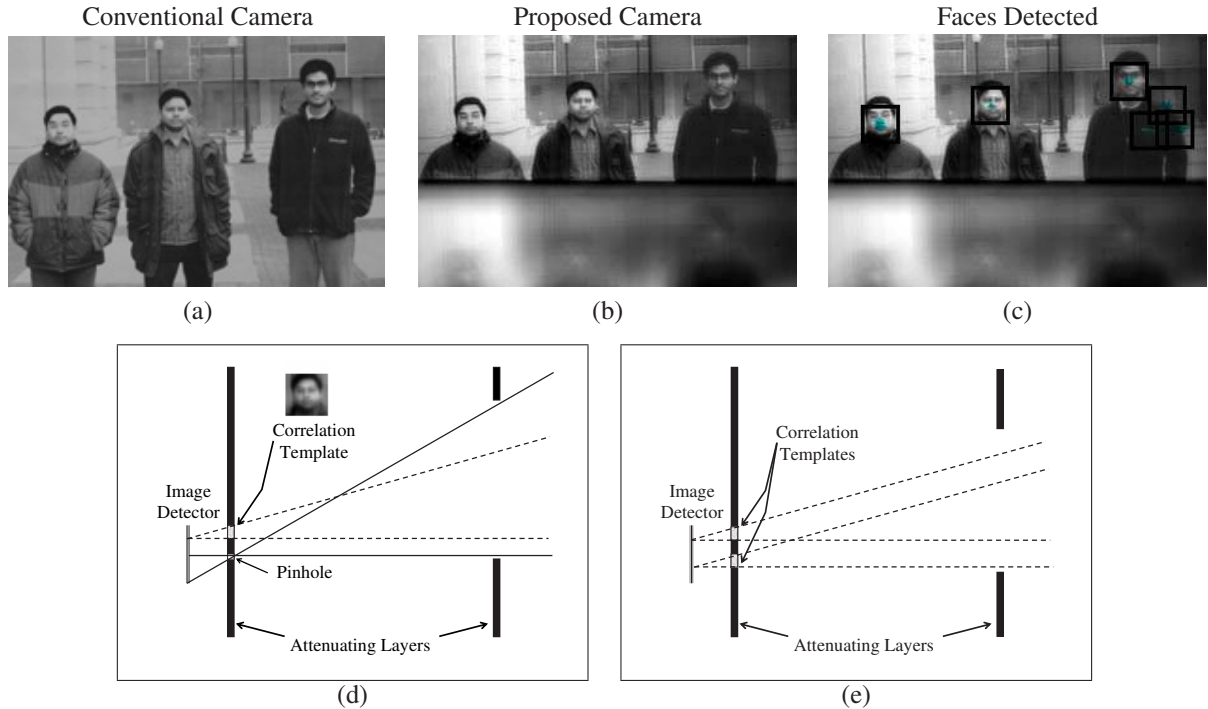 Conventional Camera
Proposed Camera
Faces Detected
(a)
(b)
(c)
Correlation
Template
Image
Detector
Pinhole
Attenuating Layers
(d)
Correlation
Templates
Image
Detector
Attenuating Layers
(e)